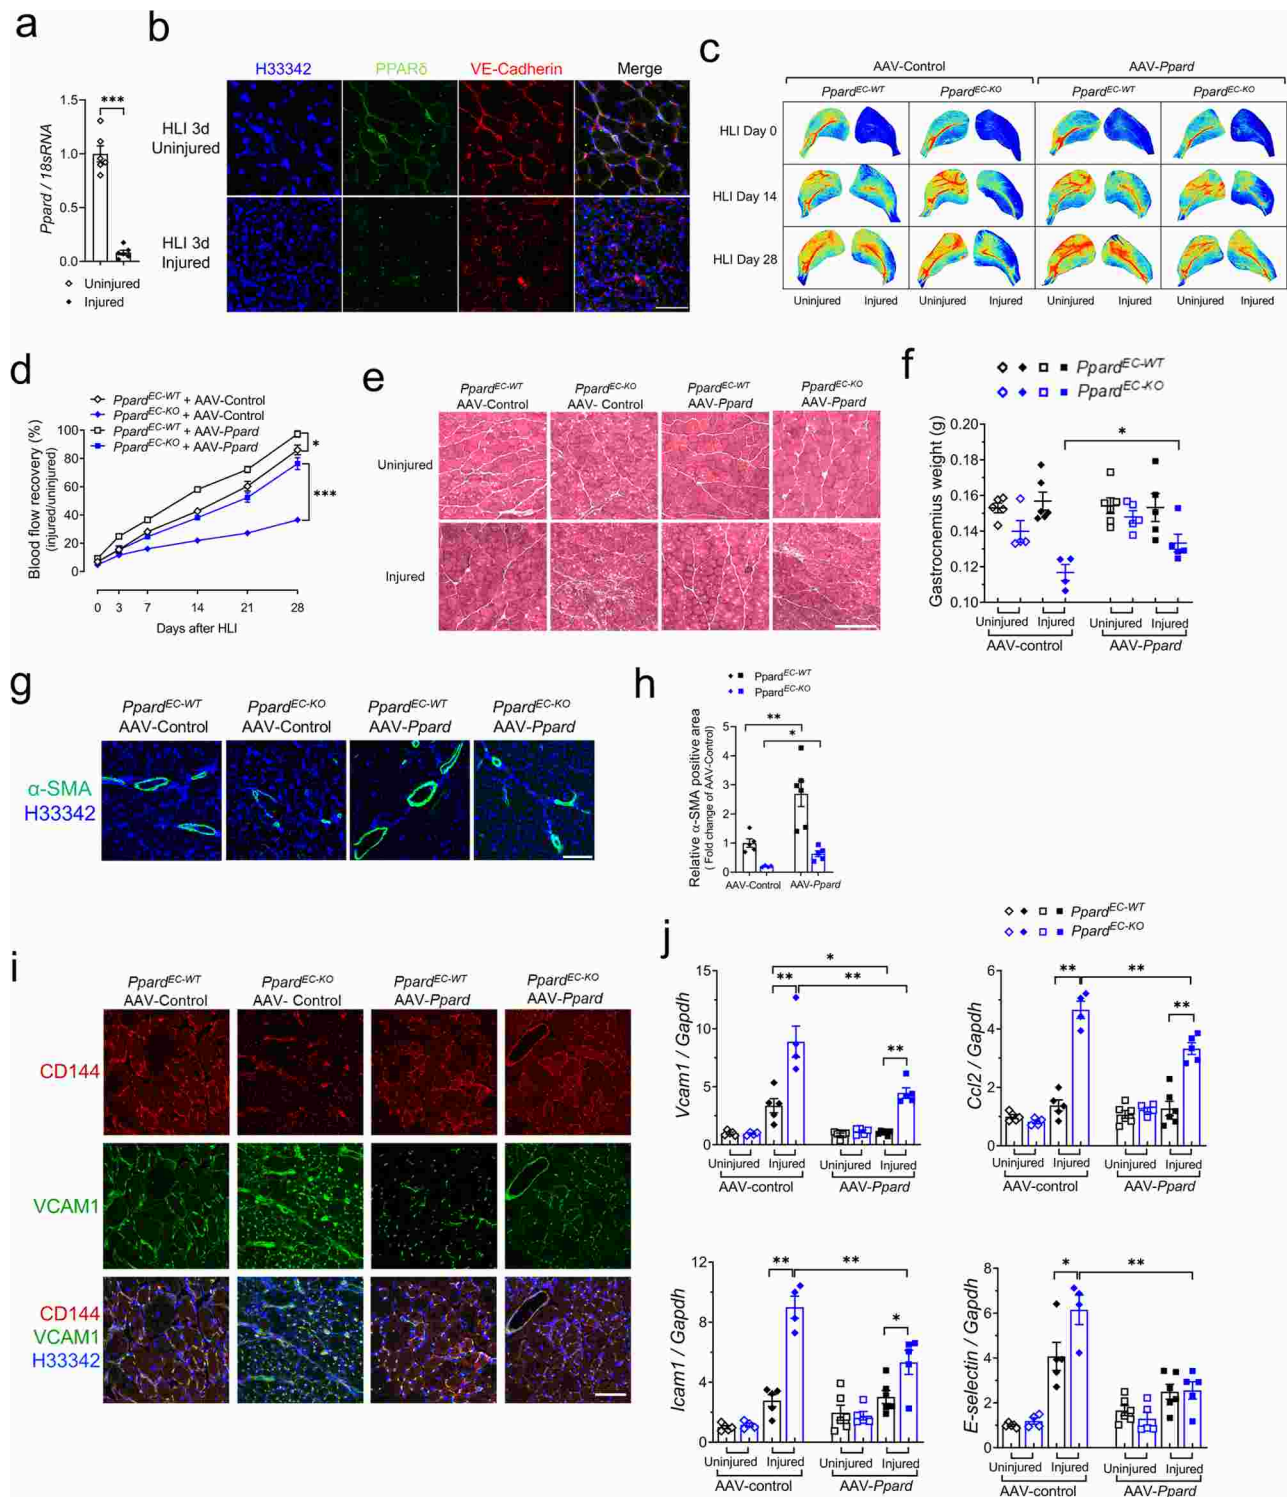 a
***
1.5
1.0
0.5
0.0
Ppard / 18sRNA
Uninjured
Injured
b
H33342
PPARδ
VE-Cadherin
Merge
HLI 3d
Uninjured
HLI 3d
Injured
c
AAV-Control
AAV-Ppard
Ppard^EC-WT
Ppard^EC-KO
Ppard^EC-WT
Ppard^EC-KO
HLI Day 0
HLI Day 14
HLI Day 28
Uninjured
Injured
Uninjured
Injured
Uninjured
Injured
Uninjured
Injured
d
Ppard^EC-WT + AAV-Control
Ppard^EC-KO + AAV-Control
Ppard^EC-WT + AAV-Ppard
Ppard^EC-KO + AAV-Ppard
Blood flow recovery (%)
(injured/uninjured)
100
80
60
40
20
0
*
***
0 3 7 14 21 28
Days after HLI
e
Ppard^EC-WT
AAV-Control
Ppard^EC-KO
AAV- Control
Ppard^EC-WT
AAV-Ppard
Ppard^EC-KO
AAV-Ppard
Uninjured
Injured
f
Ppard^EC-WT
Ppard^EC-KO
Gastrocnemius weight (g)
0.20
0.18
0.16
0.14
0.12
0.10
*
Uninjured
Injured
Uninjured
Injured
AAV-control
AAV-Ppard
g
Ppard^EC-WT
AAV-Control
Ppard^EC-KO
AAV-Control
Ppard^EC-WT
AAV-Ppard
Ppard^EC-KO
AAV-Ppard
α-SMA
H33342
h
Ppard^EC-WT
Ppard^EC-KO
Relative α-SMA positive area
( Fold change of AAV-Control)
5
4
3
2
1
0
**
*
AAV-Control
AAV-Ppard
i
Ppard^EC-WT
AAV-Control
Ppard^EC-KO
AAV- Control
Ppard^EC-WT
AAV-Ppard
Ppard^EC-KO
AAV-Ppard
CD144
VCAM1
CD144
VCAM1
H33342
j
Ppard^EC-WT
Ppard^EC-KO
Vcam1 / Gapdh
15
10
5
0
*
**
**
**
Uninjured
Injured
Uninjured
Injured
AAV-control
AAV-Ppard
Ccl2 / Gapdh
6
4
2
0
**
**
**
Uninjured
Injured
Uninjured
Injured
AAV-control
AAV-Ppard
Icam1 / Gapdh
12
8
4
0
**
**
*
Uninjured
Injured
Uninjured
Injured
AAV-control
AAV-Ppard
E-selectin / Gapdh
8
6
4
2
0
*
**
Uninjured
Injured
Uninjured
Injured
AAV-control
AAV-Ppard